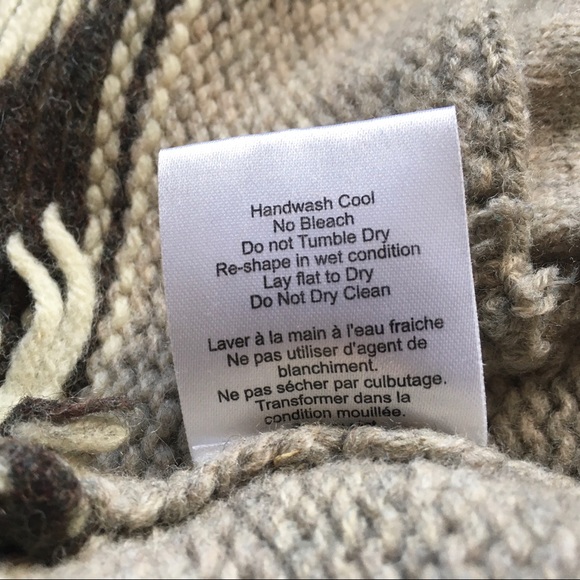 Handwash Cool
No Bleach
Do not Tumble Dry
Re-shape in wet condition
Lay flat to Dry
Do Not Dry Clean
Laver à la main à l'eau fraiche
Ne pas utiliser d'agent de
blanchiment.
Ne pas sécher par culbutage.
Transformer dans la
condition mouillée.